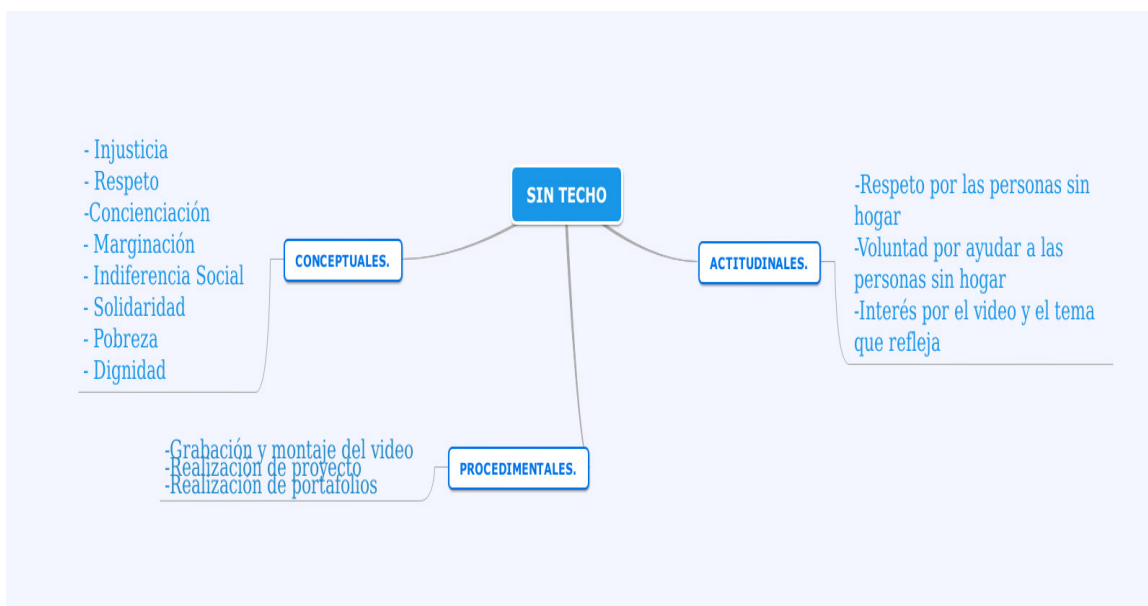 SIN TECHO
CONCEPTUALES.
- Injusticia
- Respeto
-Concienciación
- Marginación
- Indiferencia Social
- Solidaridad
- Pobreza
- Dignidad
ACTITUDINALES.
-Respeto por las personas sin
hogar
-Voluntad por ayudar a las
personas sin hogar
-Interés por el video y el tema
que refleja
PROCEDIMENTALES.
-Grabación y montaje del video
-Realización de proyecto
-Realización de portafolios